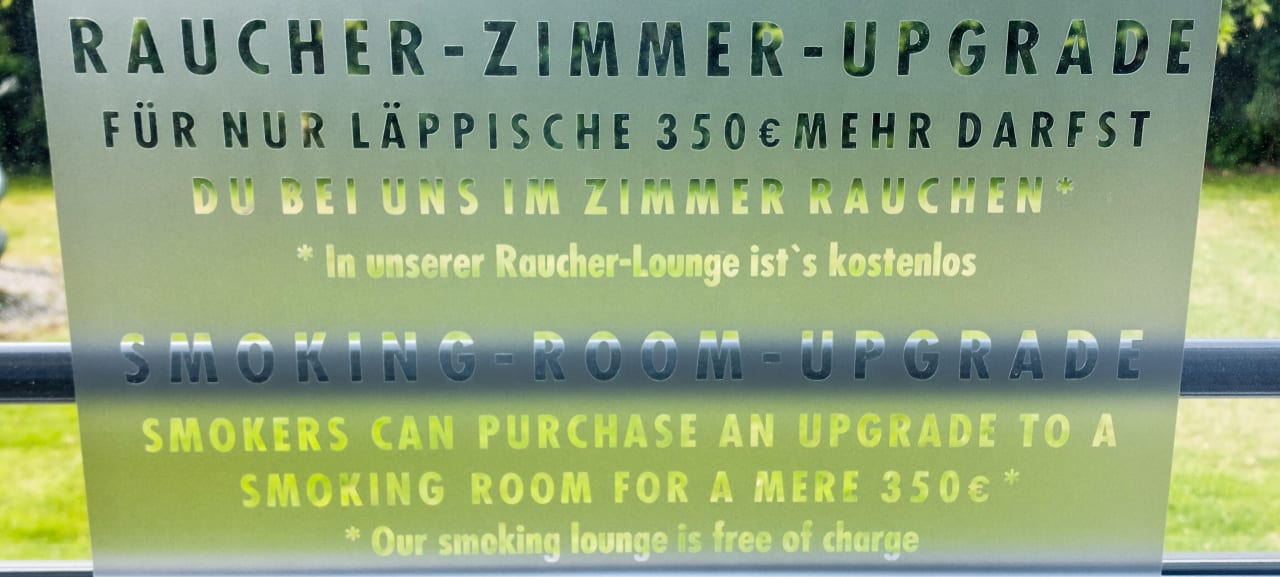 RAUCHER-ZIMMER-UPGRADE
FÜR NUR LÄPPISCHE 350€ MEHR DARFST
DU BEI UNS IM ZIMMER RAUCHEN*
* In unserer Raucher-Lounge ist`s kostenlos
SMOKING-ROOM-UPGRADE
SMOKERS CAN PURCHASE AN UPGRADE TO A
SMOKING ROOM FOR A MERE 350€*
* Our smoking lounge is free of charge